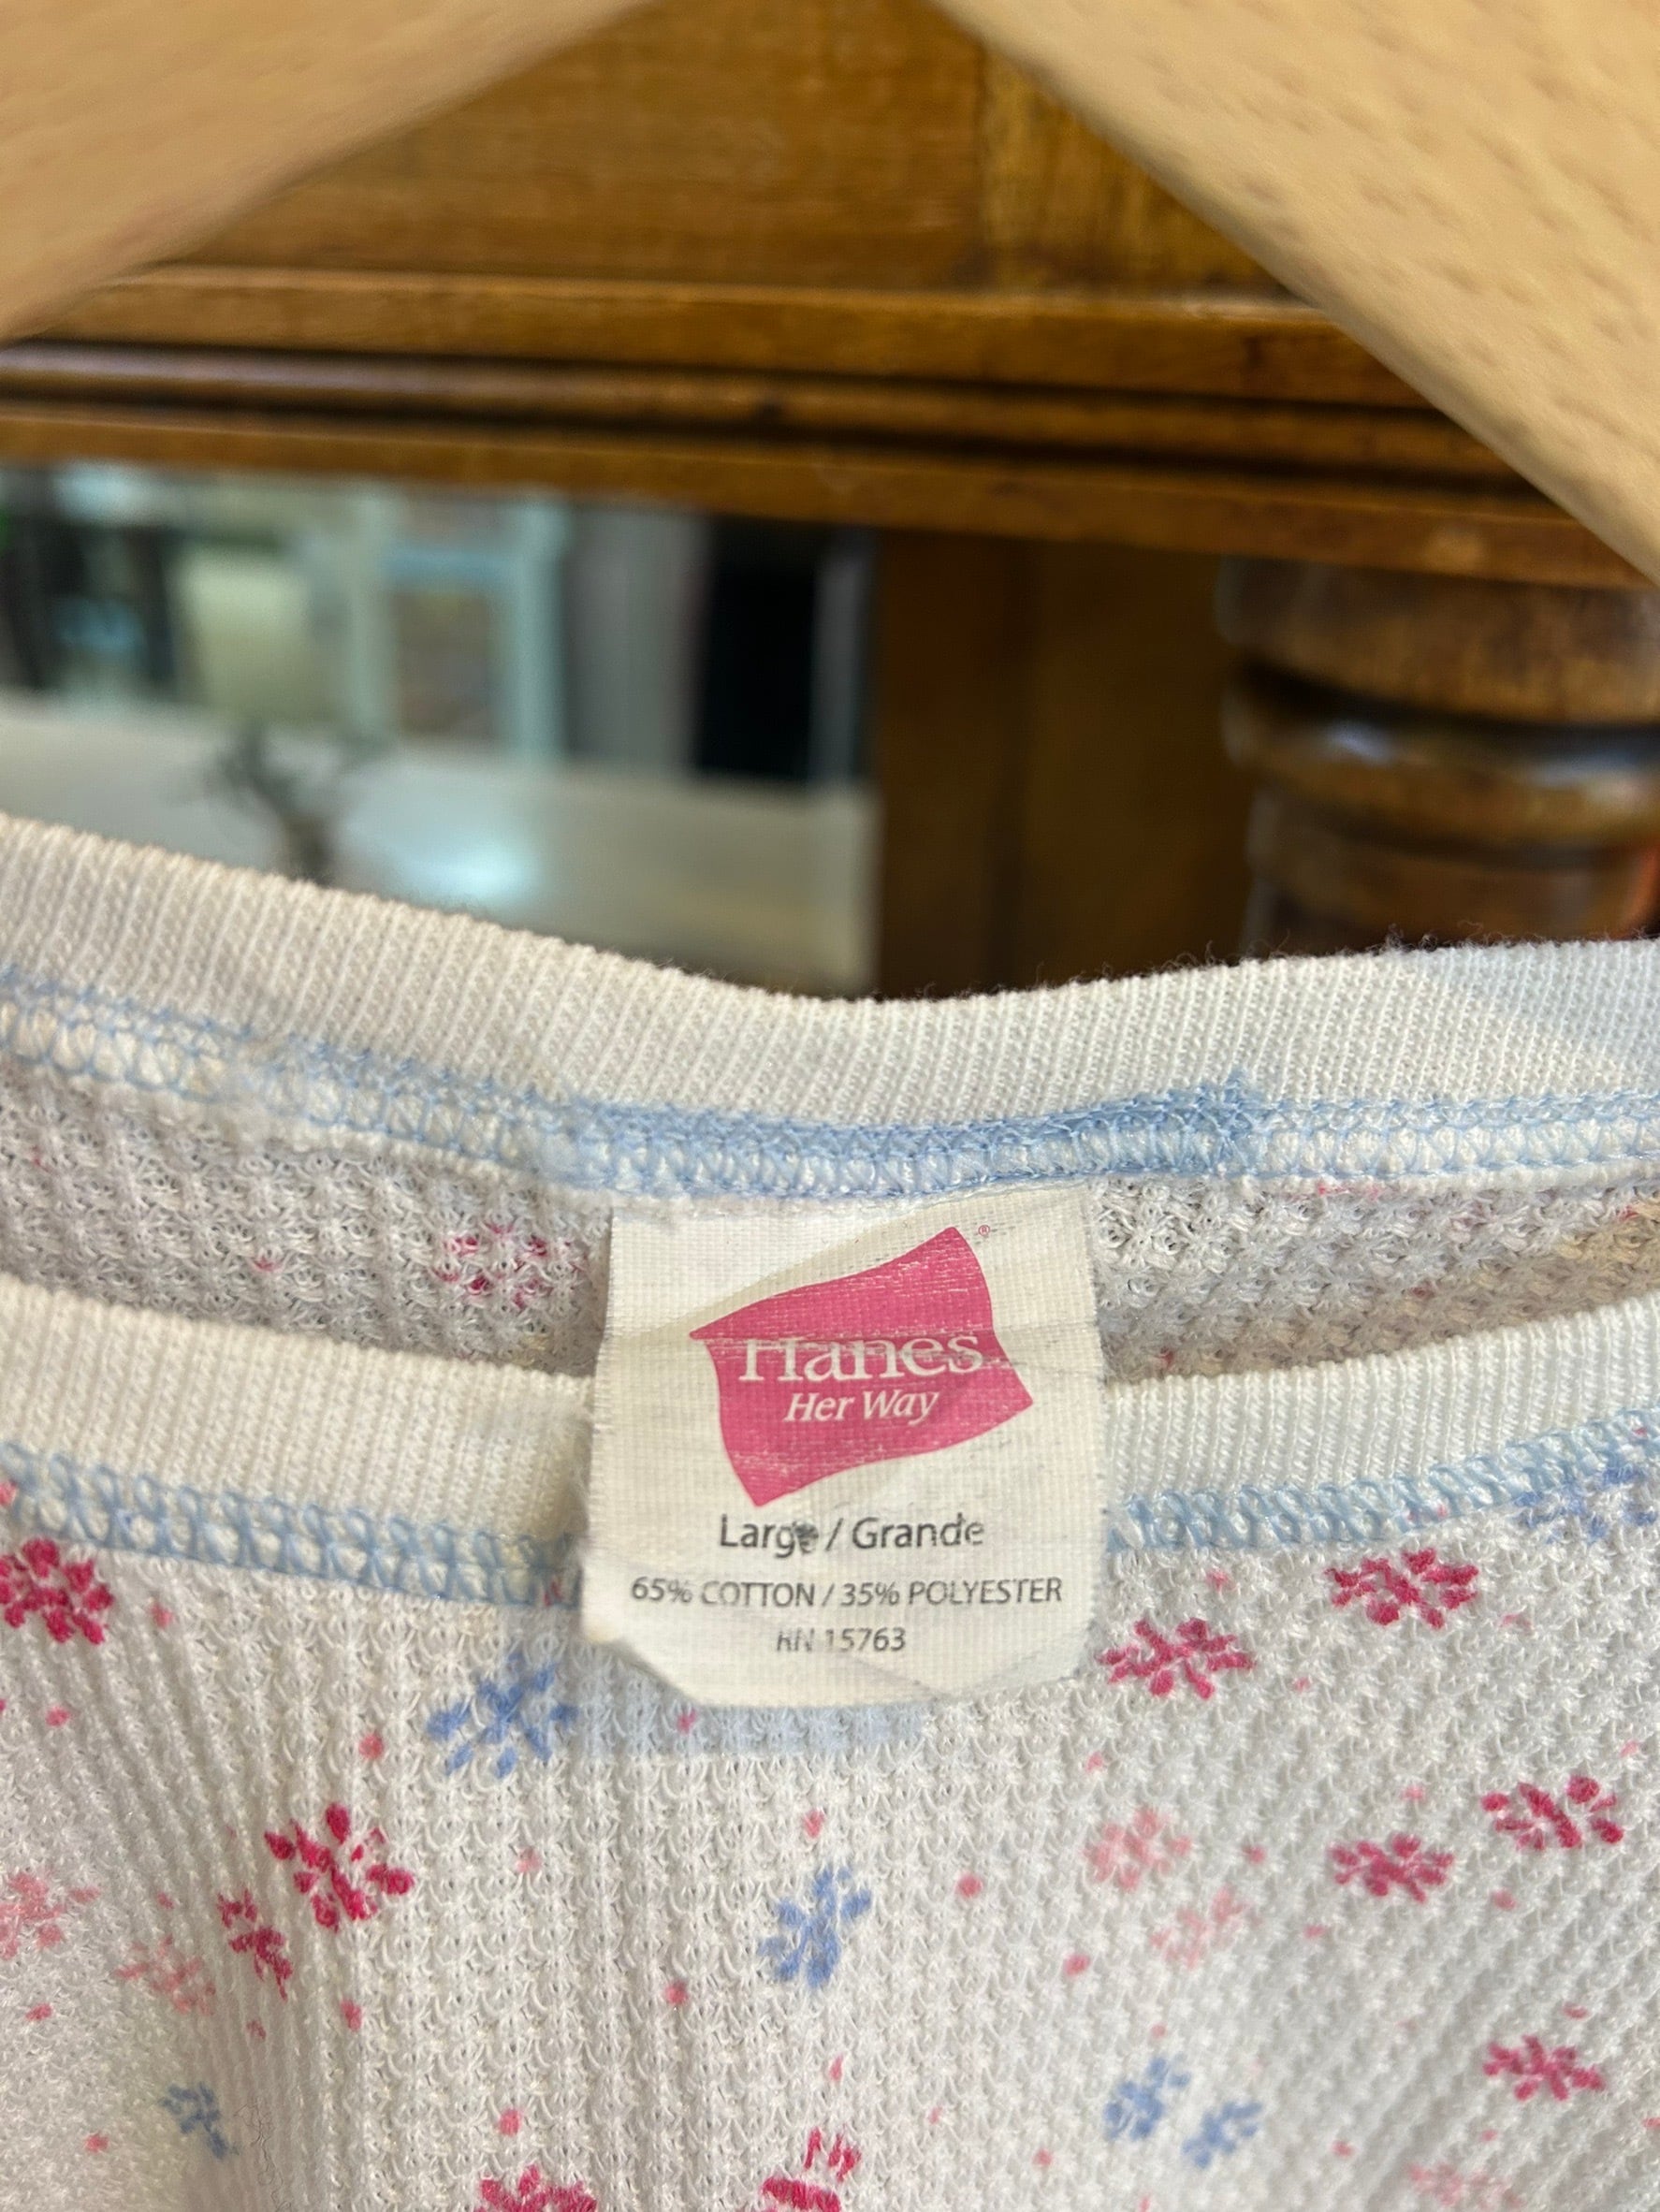 ®
Hanes
Her Way
Large / Grande
65% COTTON / 35% POLYESTER
RN 15763